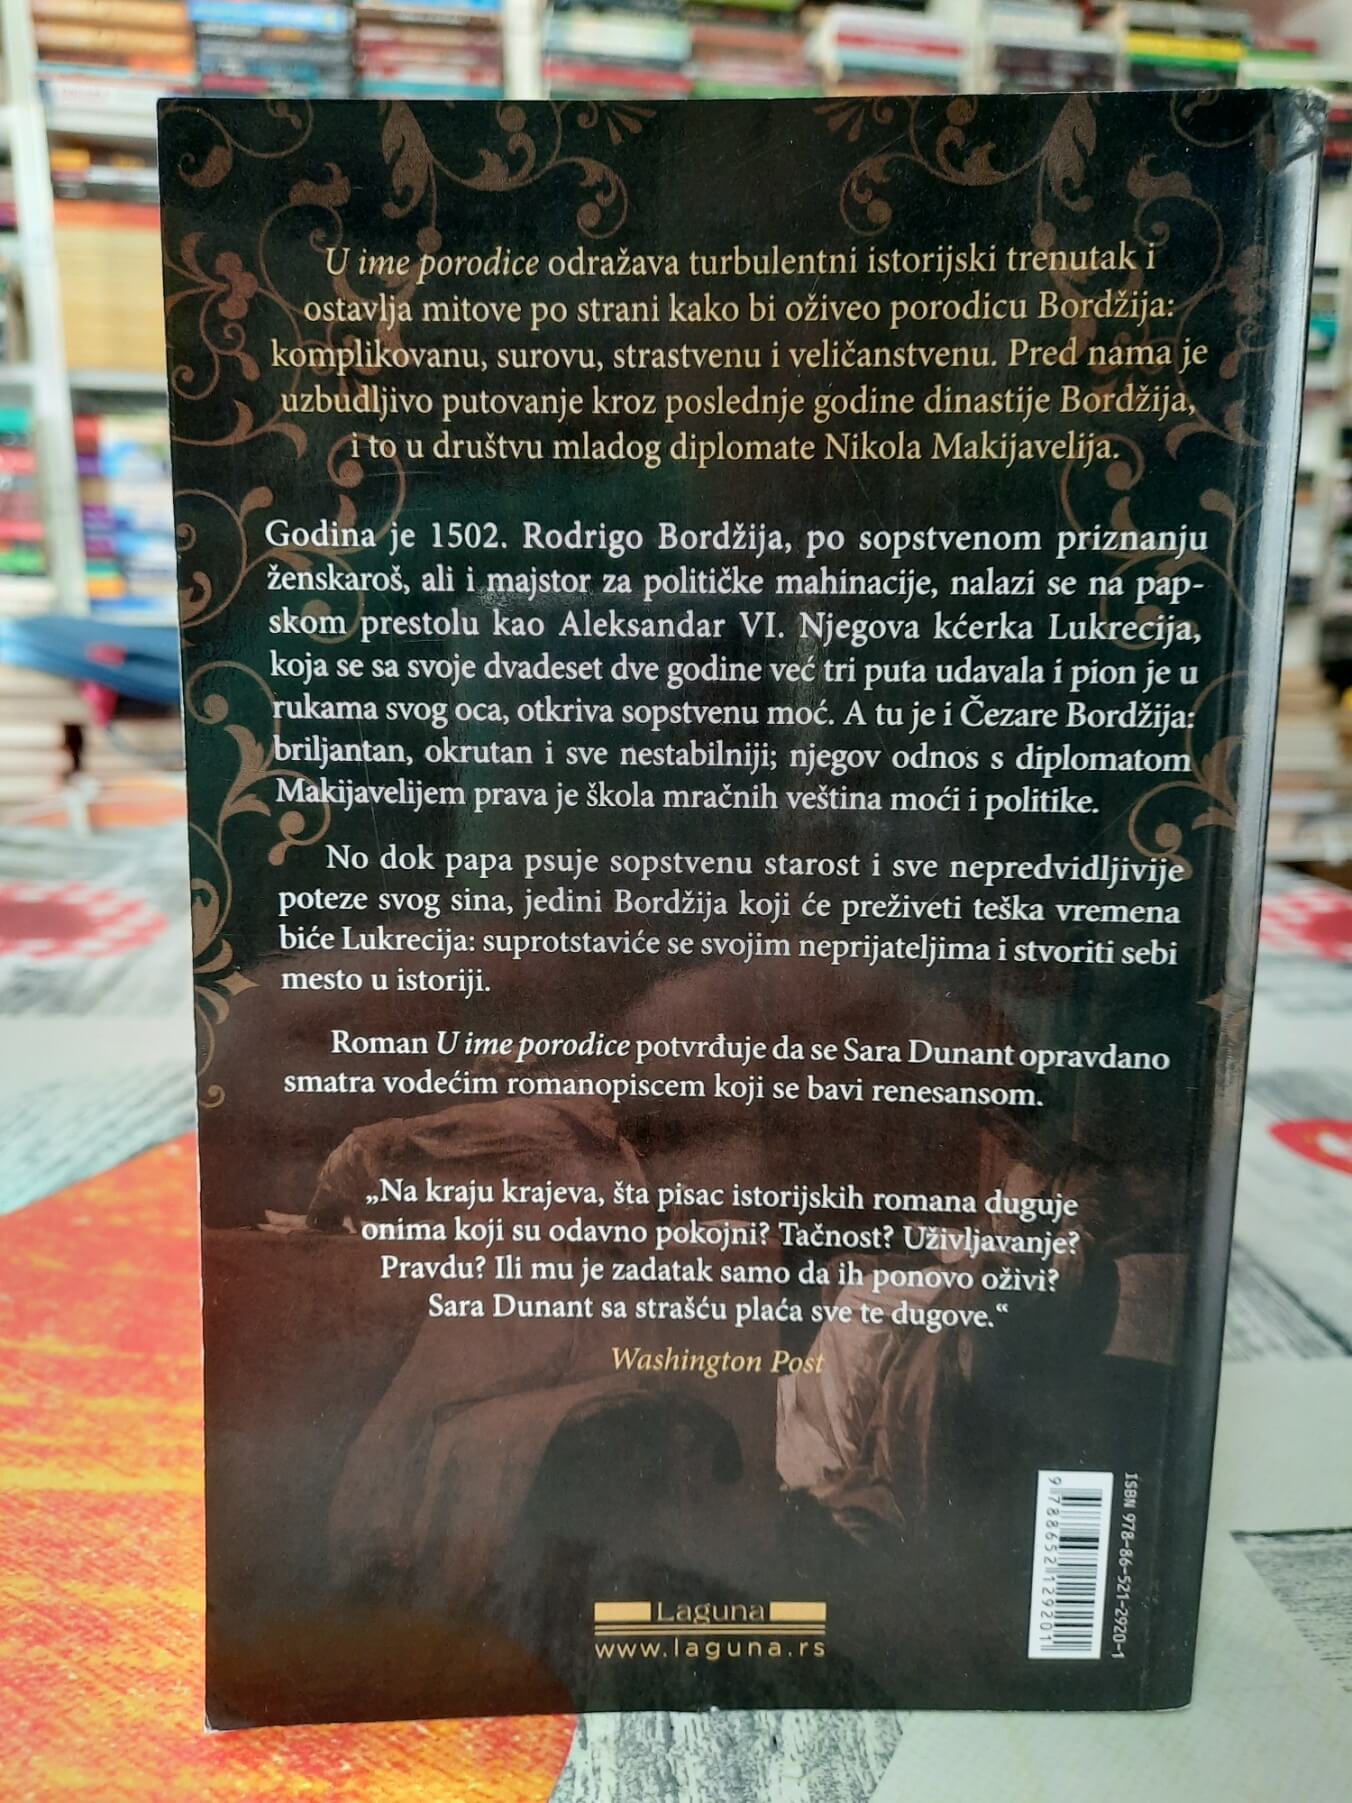 U ime porodice odražava turbulentni istorijski trenutak i
ostavlja mitove po strani kako bi oživeo porodicu Bordžija:
komplikovanu, surovu, strastvenu i veličanstvenu. Pred nama je
uzbudljivo putovanje kroz poslednje godine dinastije Bordžija,
i to u društvu mladog diplomate Nikola Makijavelija.
Godina je 1502. Rodrigo Bordžija, po sopstvenom priznanju
ženskaroš, ali i majstor za političke mahinacije, nalazi se na pap-
skom prestolu kao Aleksandar VI. Njegova kćerka Lukrecija,
koja se sa svoje dvadeset dve godine već tri puta udavala i pion je u
rukama svog oca, otkriva sopstvenu moć. A tu je i Čezare Bordžija:
briljantan, okrutan i sve nestabilniji; njegov odnos s diplomatom
Makijavelijem prava je škola mračnih veština moći i politike.
No dok papa psuje sopstvenu starost i sve nepredvidljivije
poteze svog sina, jedini Bordžija koji će preživeti teška vremena
biće Lukrecija: suprotstaviće se svojim neprijateljima i stvoriti sebi
mesto u istoriji.
Roman U ime porodice potvrđuje da se Sara Dunant opravdano
smatra vodećim romanopiscem koji se bavi renesansom.
„Na kraju krajeva, šta pisac istorijskih romana duguje
onima koji su odavno pokojni? Tačnost? Uživljavanje?
Pravdu? Ili mu je zadatak samo da ih ponovo oživi?
Sara Dunant sa strašću plaća sve te dugove.“
Washington Post
ISBN 978-86-521-2920-1
9788652129201
Laguna
www.laguna.rs